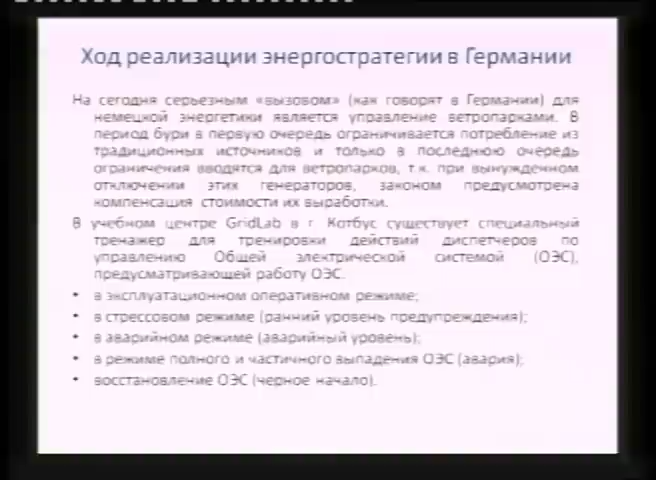 Ход реализации энергостратегии в Германии
На сегодня серьезным «вызовом» (как говорят в Германии) для
немецкой энергетики является управление ветропарками. В
период бури в первую очередь ограничивается потребление из
традиционных источников и только в последнюю очередь
ограничения вводятся для ветропарков, т.к. при вынужденном
отключении этих генераторов, законом предусмотрена
компенсация стоимости их выработки.
В учебном центре GridLab в г. Котбус существует специальный
тренажер для тренировки действий диспетчеров по
управлению Общей электрической системой (ОЭС),
предусматривающей работу ОЭС.
• в эксплуатационном оперативном режиме;
• в стрессовом режиме (ранний уровень предупреждения);
• в аварийном режиме (аварийный уровень);
• в режиме полного и частичного выпадения ОЭС (авария);
• восстановление ОЭС (черное начало).